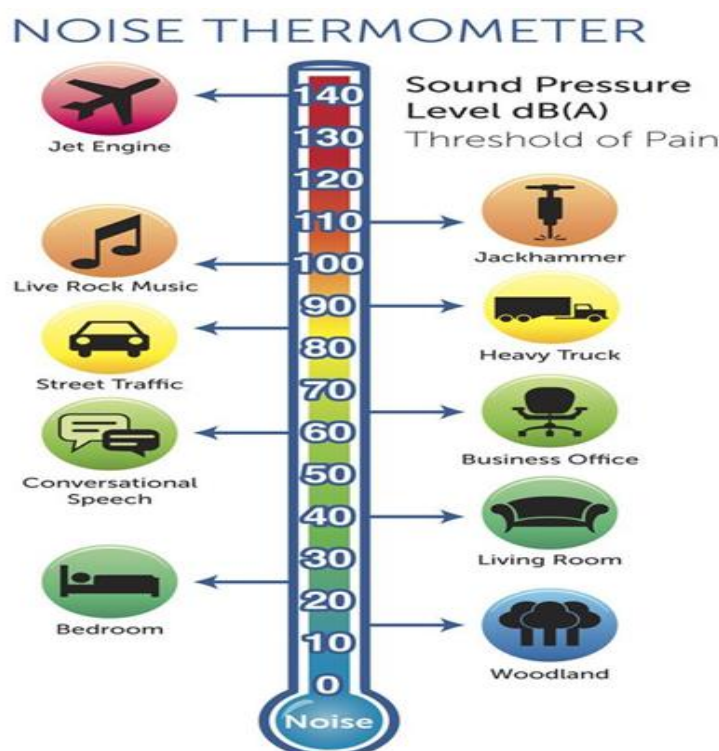 NOISE THERMOMETER
Sound Pressure
Level dB(A)
Threshold of Pain
Jet Engine
140
130
120
110
Jackhammer
Live Rock Music
100
90
Heavy Truck
Street Traffic
80
70
Business Office
Conversational
Speech
60
50
40
Living Room
30
Bedroom
20
10
Woodland
0
Noise